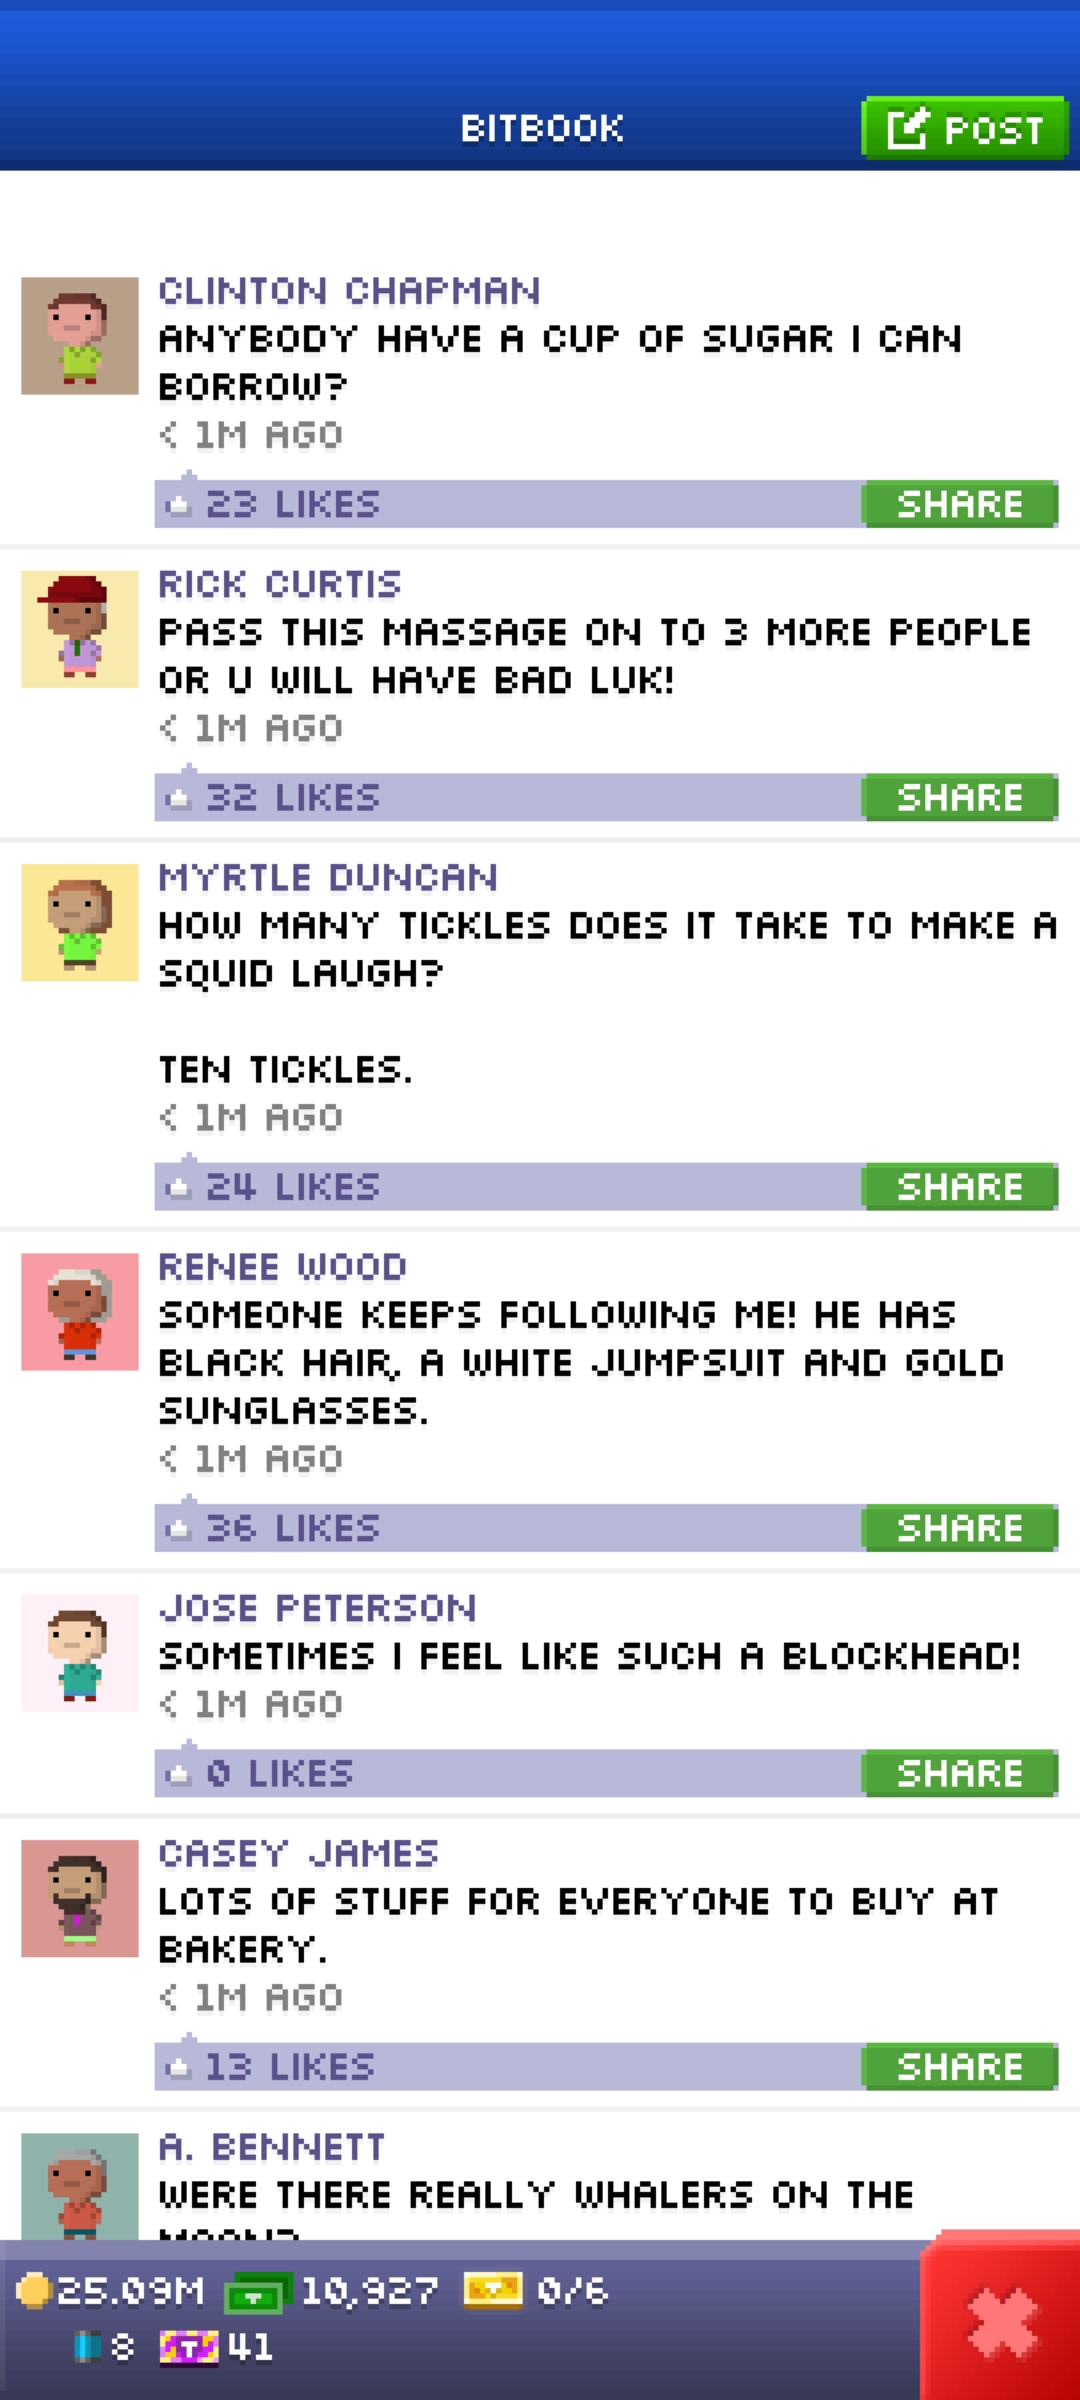 BITBOOK
POST
CLINTON CHAPMAN
ANYBODY HAVE A CUP OF SUGAR I CAN
BORROW?
< 1M AGO
23 LIKES
SHARE
RICK CURTIS
PASS THIS MASSAGE ON TO 3 MORE PEOPLE
OR U WILL HAVE BAD LUK!
< 1M AGO
32 LIKES
SHARE
MYRTLE DUNCAN
HOW MANY TICKLES DOES IT TAKE TO MAKE A
SQUID LAUGH?
TEN TICKLES.
< 1M AGO
24 LIKES
SHARE
RENEE WOOD
SOMEONE KEEPS FOLLOWING ME! HE HAS
BLACK HAIR, A WHITE JUMPSUIT AND GOLD
SUNGLASSES.
< 1M AGO
36 LIKES
SHARE
JOSE PETERSON
SOMETIMES I FEEL LIKE SUCH A BLOCKHEAD!
< 1M AGO
0 LIKES
SHARE
CASEY JAMES
LOTS OF STUFF FOR EVERYONE TO BUY AT
BAKERY.
< 1M AGO
13 LIKES
SHARE
A. BENNETT
WERE THERE REALLY WHALERS ON THE
MOON?
25.09M 10,927 0/6
8 41